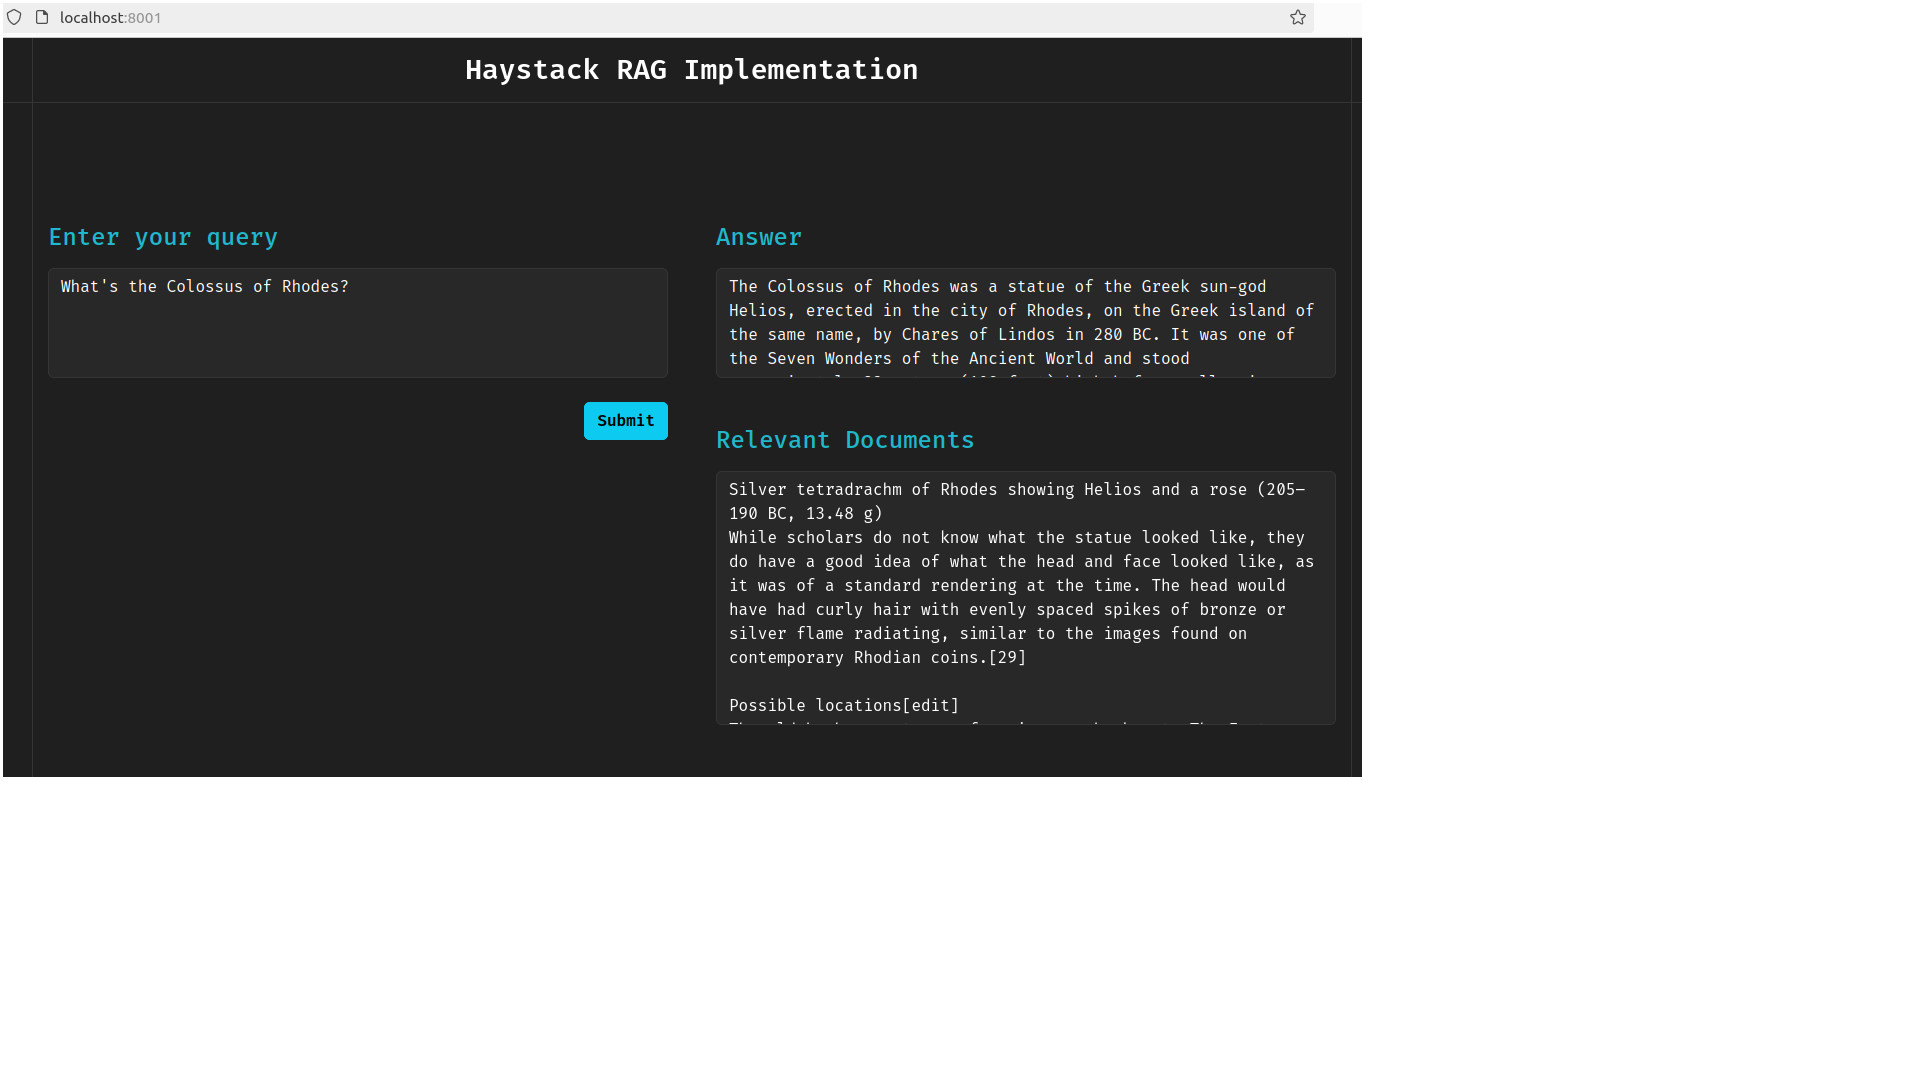 localhost:8001
Haystack RAG Implementation
Enter your query
What's the Colossus of Rhodes?
Submit
Answer
The Colossus of Rhodes was a statue of the Greek sun-god
Helios, erected in the city of Rhodes, on the Greek island of
the same name, by Chares of Lindos in 280 BC. It was one of
the Seven Wonders of the Ancient World and stood
Relevant Documents
Silver tetradrachm of Rhodes showing Helios and a rose (205–
190 BC, 13.48 g)
While scholars do not know what the statue looked like, they
do have a good idea of what the head and face looked like, as
it was of a standard rendering at the time. The head would
have had curly hair with evenly spaced spikes of bronze or
silver flame radiating, similar to the images found on
contemporary Rhodian coins.[29]
Possible locations[edit]